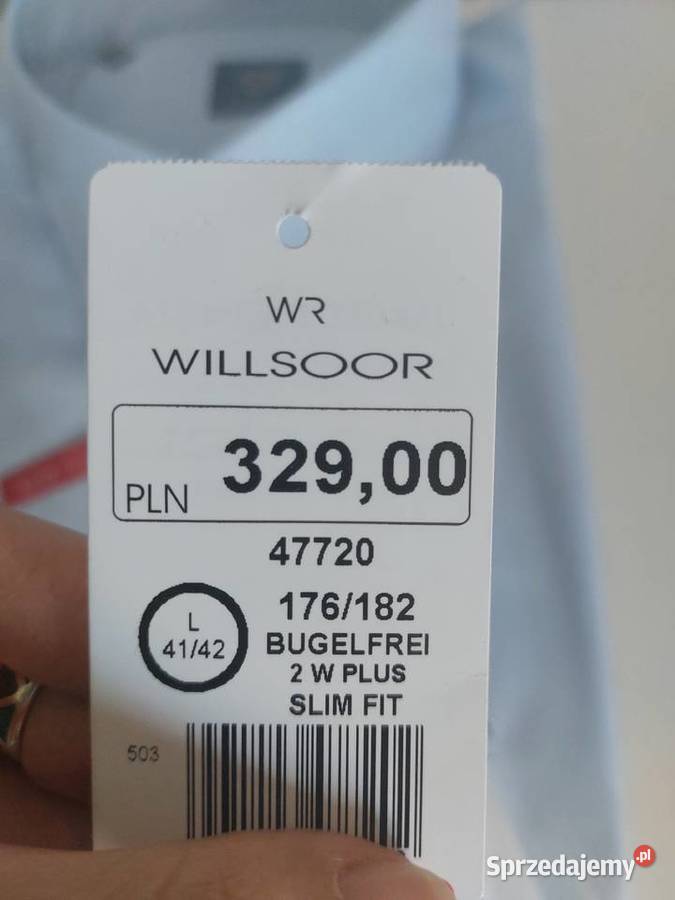 WR
WILLSOOR
PLN 329,00
47720
L
41/42
176/182
BUGELFREI
2 W PLUS
SLIM FIT
503
Sprzedajemy.pl